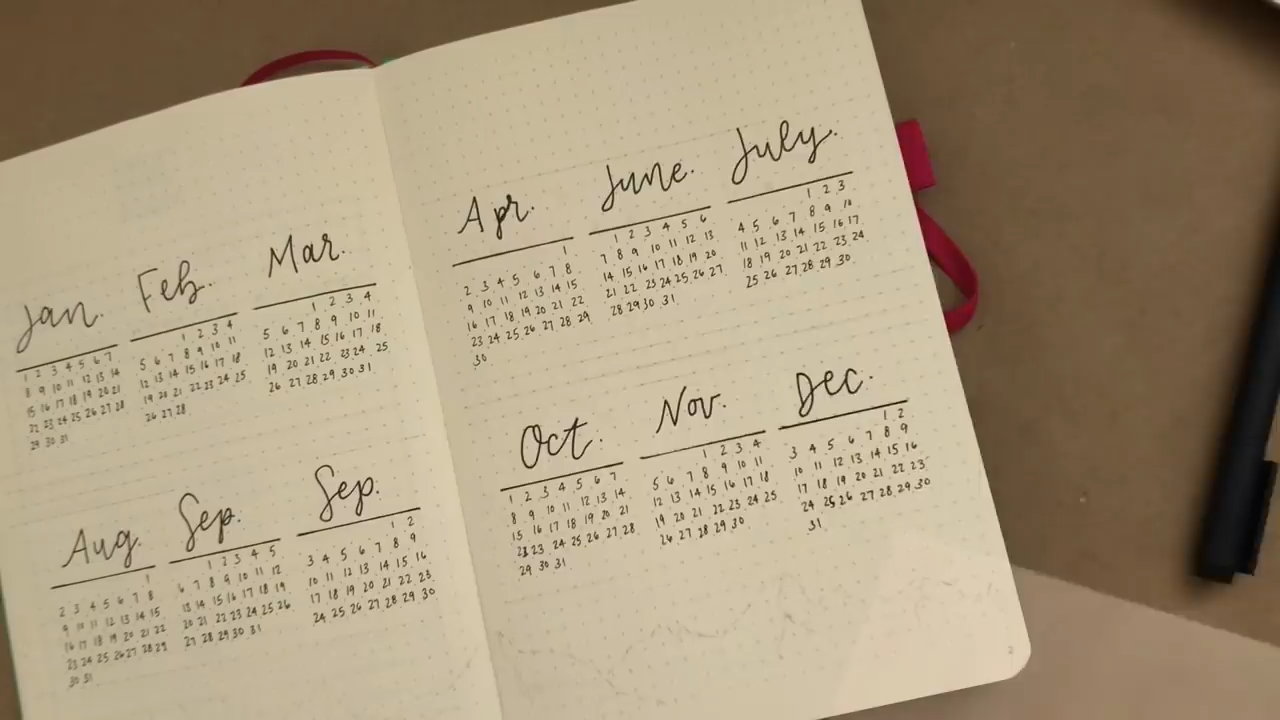 Jan.
1 2 3 4 5 6 7
8 9 10 11 12 13 14
15 16 17 18 19 20 21
22 23 24 25 26 27 28
29 30 31
Feb.
1 2 3 4
5 6 7 8 9 10 11
12 13 14 15 16 17 18
19 20 21 22 23 24 25
26 27 28
Mar.
1 2 3 4
5 6 7 8 9 10 11
12 13 14 15 16 17 18
19 20 21 22 23 24 25
26 27 28 29 30 31
Aug.
1
2 3 4 5 6 7 8
9 10 11 12 13 14 15
16 17 18 19 20 21 22
23 24 25 26 27 28 29
30 31
Sep.
1 2 3 4 5
6 7 8 9 10 11 12
13 14 15 16 17 18 19
20 21 22 23 24 25 26
27 28 29 30 31
Sep.
1 2
3 4 5 6 7 8 9
10 11 12 13 14 15 16
17 18 19 20 21 22 23
24 25 26 27 28 29 30
Apr.
1
2 3 4 5 6 7 8
9 10 11 12 13 14 15
16 17 18 19 20 21 22
23 24 25 26 27 28 29
30
June.
1 2 3 4 5 6
7 8 9 10 11 12 13
14 15 16 17 18 19 20
21 22 23 24 25 26 27
28 29 30 31
July.
1 2 3
4 5 6 7 8 9 10
11 12 13 14 15 16 17
18 19 20 21 22 23 24
25 26 27 28 29 30
Oct.
1 2 3 4 5 6 7
8 9 10 11 12 13 14
15 16 17 18 19 20 21
22 23 24 25 26 27 28
29 30 31
Nov.
1 2 3 4
5 6 7 8 9 10 11
12 13 14 15 16 17 18
19 20 21 22 23 24 25
26 27 28 29 30
Dec.
1 2
3 4 5 6 7 8 9
10 11 12 13 14 15 16
17 18 19 20 21 22 23
24 25 26 27 28 29 30
31
2